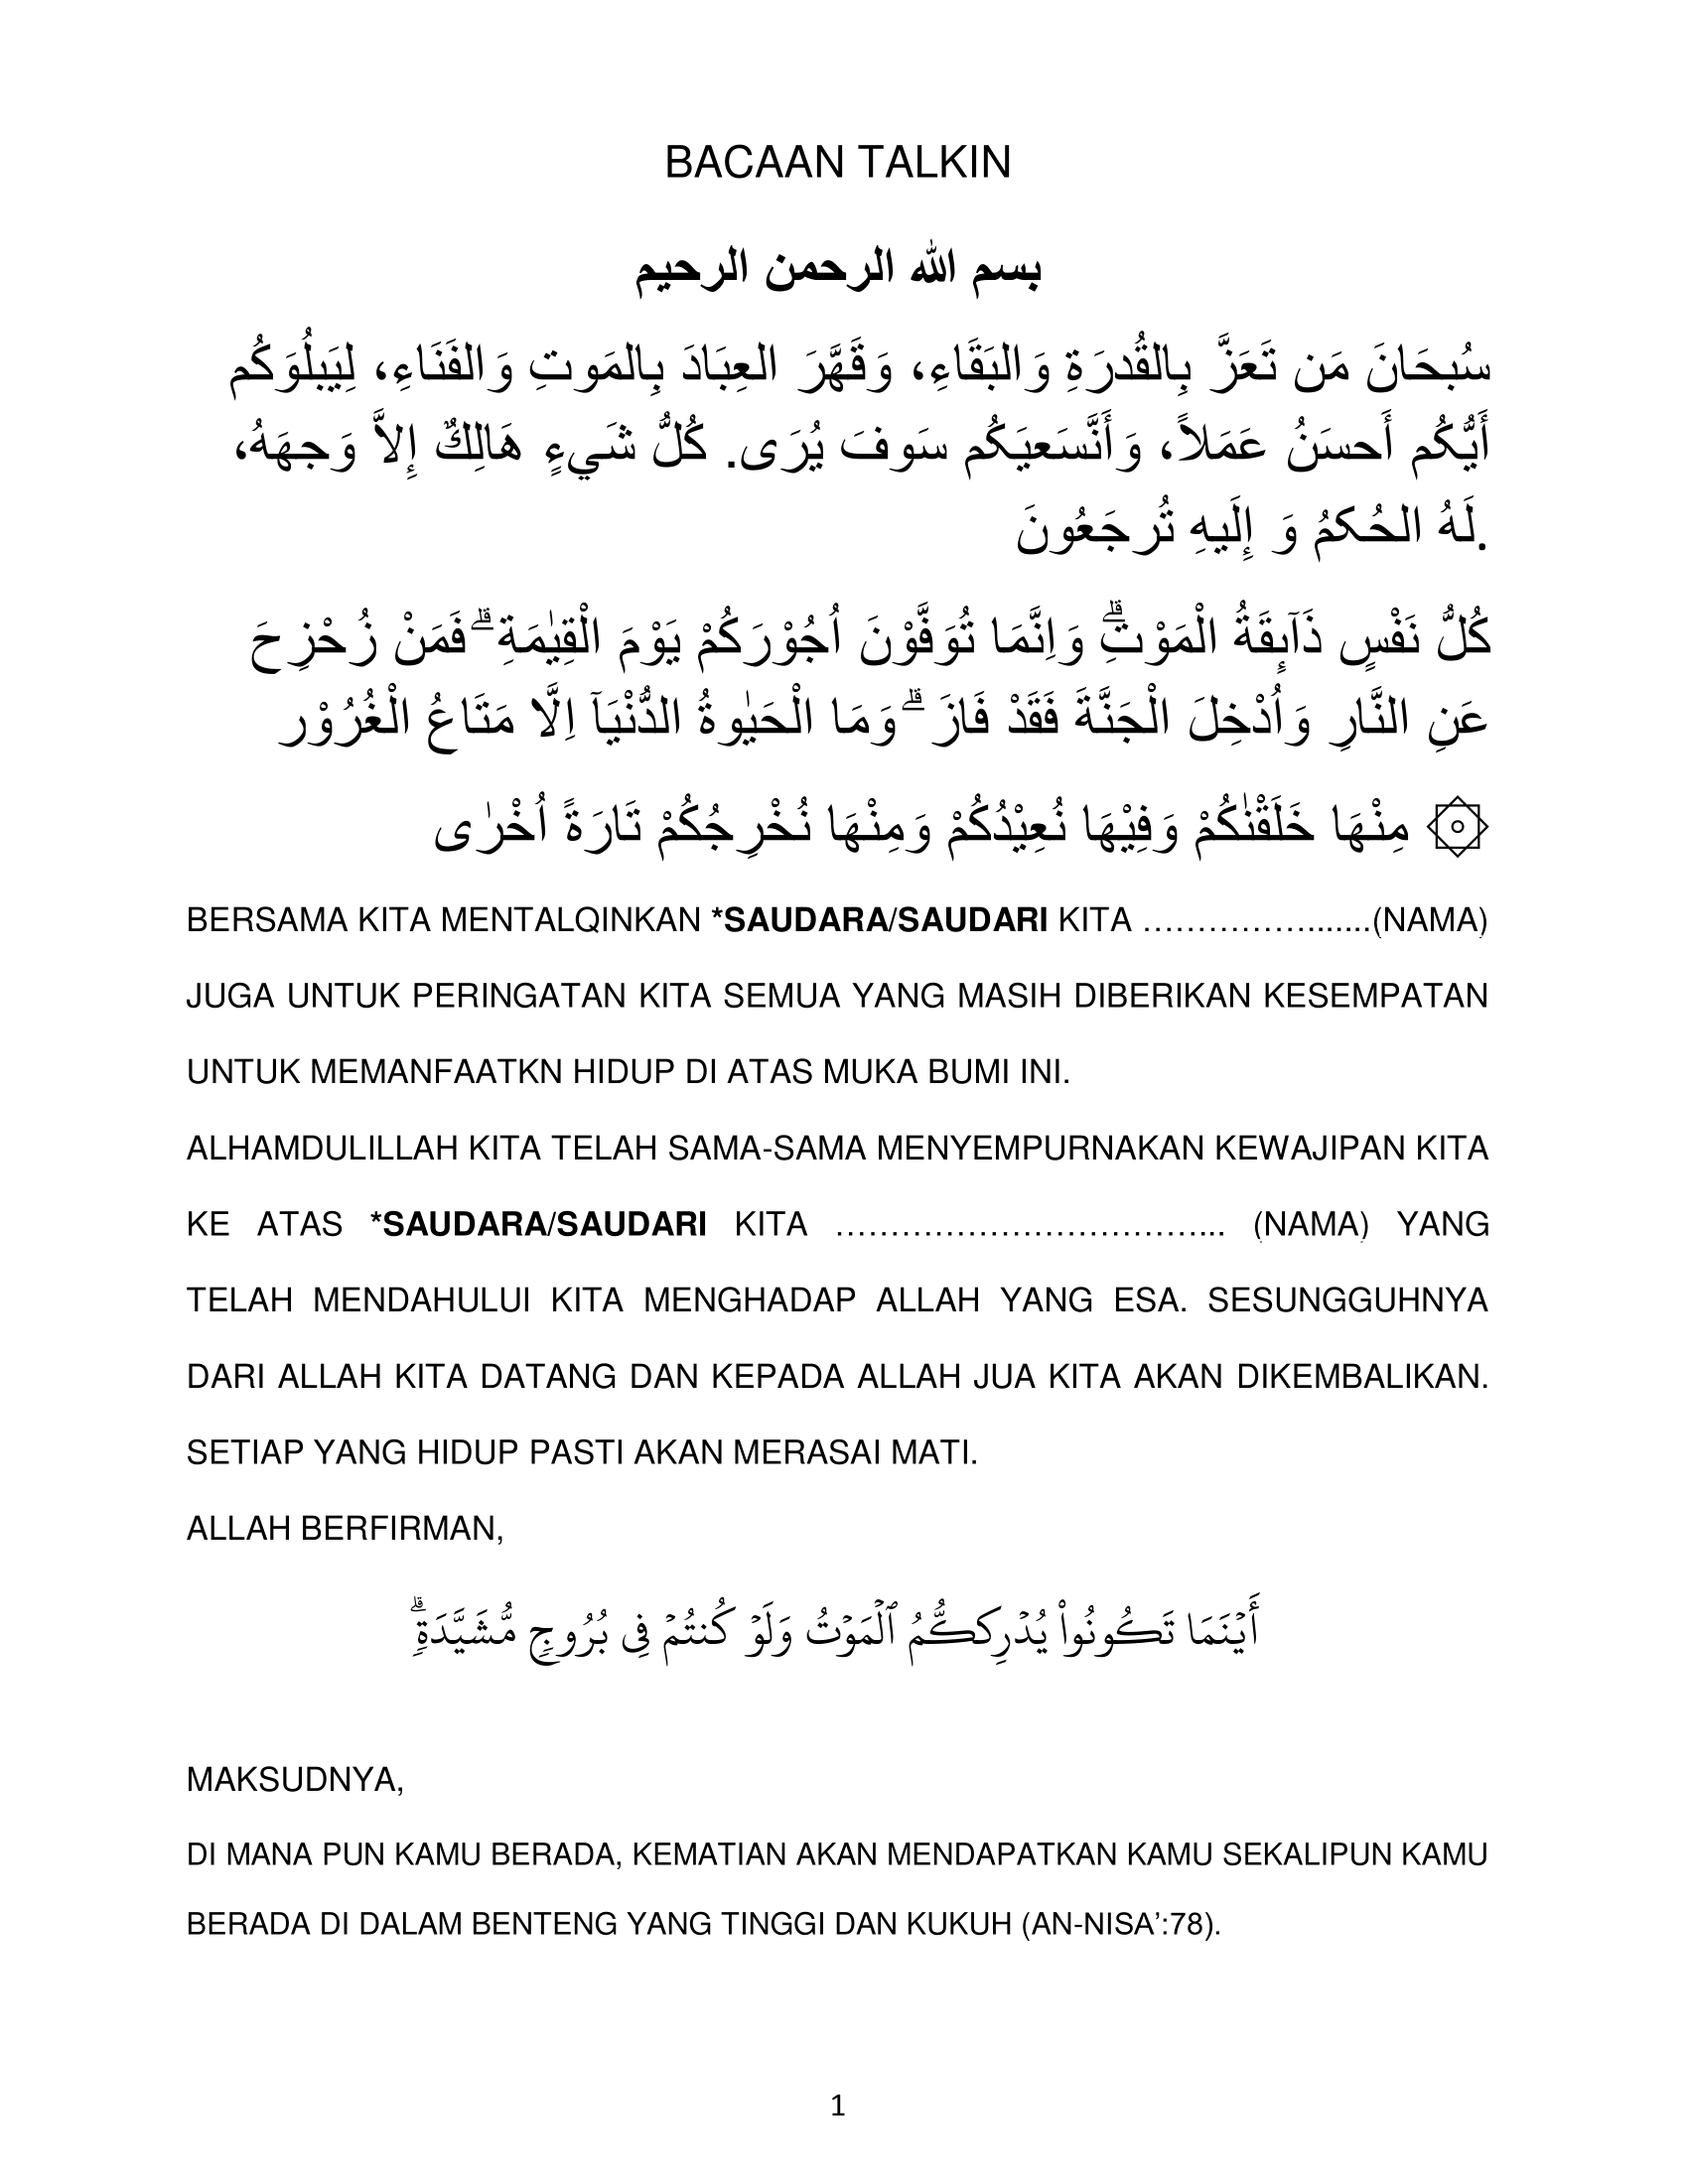 BACAAN TALKIN
بسم الله الرحمن الرحيم
سُبحَانَ مَن تَعَزَّ بِالقُدرَةِ وَالبَقَاءِ، وَقَهَّرَ العِبَادَ بِالمَوتِ وَالفَنَاءِ، لِيَبلُوَكُم
أَيُّكُم أَحسَنُ عَمَلاً، وَأَنَّسَعيَكُم سَوفَ يُرَى. كُلُّ شَيءٍ هَالِكٌ إِلاَّ وَجهَهُ،
.لَهُ الحُكمُ وَ إِلَيهِ تُرجَعُونَ
كُلُّ نَفْسٍ ذَآىِٕقَةُ الْمَوْتِۗ وَاِنَّمَا تُوَفَّوْنَ اُجُوْرَكُمْ يَوْمَ الْقِيٰمَةِ ۗ فَمَنْ زُحْزِحَ
عَنِ النَّارِ وَاُدْخِلَ الْجَنَّةَ فَقَدْ فَازَ ۗ وَمَا الْحَيٰوةُ الدُّنْيَآ اِلَّا مَتَاعُ الْغُرُوْر
۞ مِنْهَا خَلَقْنٰكُمْ وَفِيْهَا نُعِيْدُكُمْ وَمِنْهَا نُخْرِجُكُمْ تَارَةً اُخْرٰى
BERSAMA KITA MENTALQINKAN *SAUDARA/SAUDARI KITA …………….......(NAMA)
JUGA UNTUK PERINGATAN KITA SEMUA YANG MASIH DIBERIKAN KESEMPATAN
UNTUK MEMANFAATKN HIDUP DI ATAS MUKA BUMI INI.
ALHAMDULILLAH KITA TELAH SAMA-SAMA MENYEMPURNAKAN KEWAJIPAN KITA
KE ATAS *SAUDARA/SAUDARI KITA ……………………………... (NAMA) YANG
TELAH MENDAHULUI KITA MENGHADAP ALLAH YANG ESA. SESUNGGUHNYA
DARI ALLAH KITA DATANG DAN KEPADA ALLAH JUA KITA AKAN DIKEMBALIKAN.
SETIAP YANG HIDUP PASTI AKAN MERASAI MATI.
ALLAH BERFIRMAN,
أَيۡنَمَا تَكُونُواْ يُدۡرِككُّمُ ٱلۡمَوۡتُ وَلَوۡ كُنتُمۡ فِى بُرُوجٖ مُّشَيَّدَةٖۗ
MAKSUDNYA,
DI MANA PUN KAMU BERADA, KEMATIAN AKAN MENDAPATKAN KAMU SEKALIPUN KAMU
BERADA DI DALAM BENTENG YANG TINGGI DAN KUKUH (AN-NISA’:78).
1